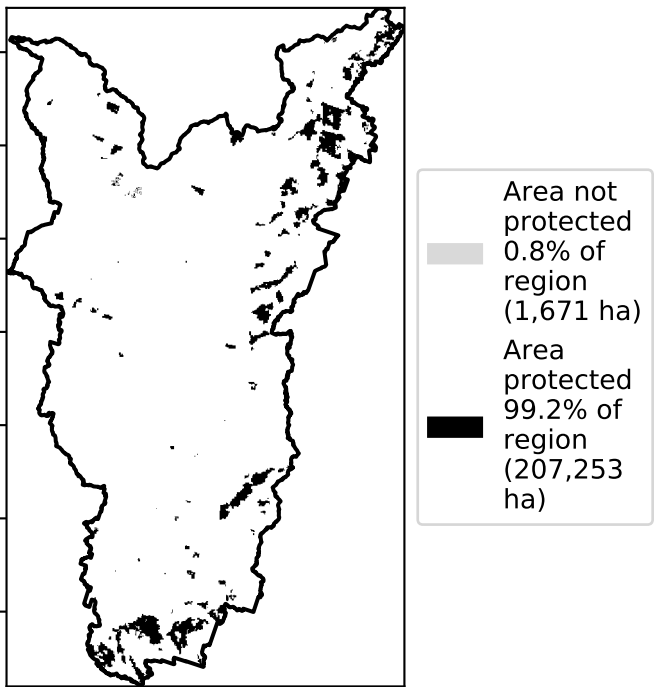 Area not
protected
0.8% of
region
(1,671 ha)
Area
protected
99.2% of
region
(207,253
ha)